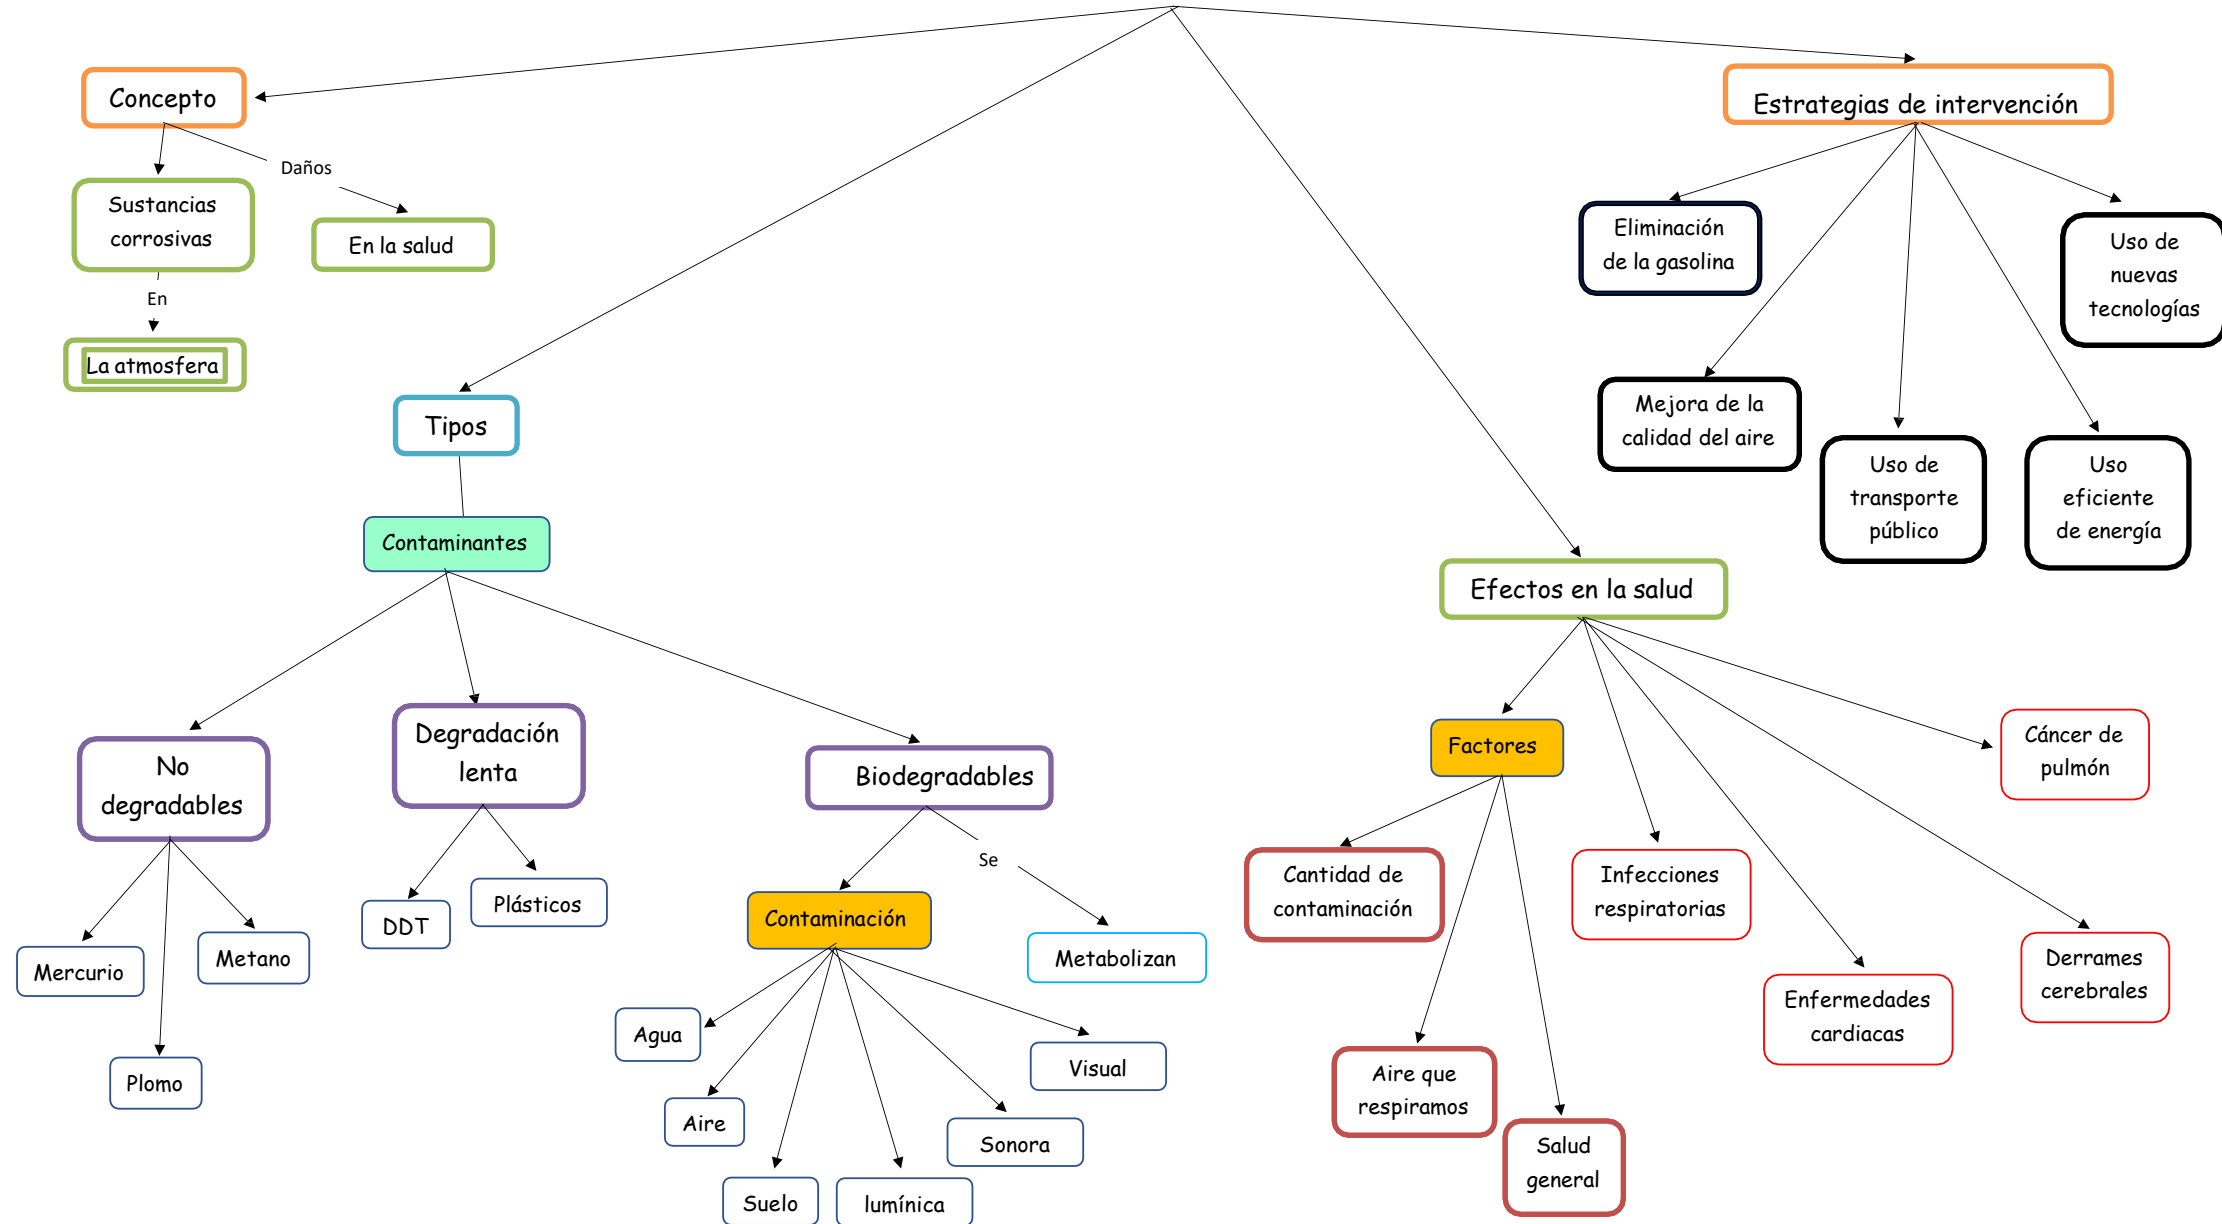 Concepto
Estrategias de intervención
Daños
Sustancias
corrosivas
En la salud
En
La atmosfera
Eliminación
de la gasolina
Uso de
nuevas
tecnologías
Mejora de la
calidad del aire
Uso de
transporte
público
Uso
eficiente
de energía
Tipos
Contaminantes
Efectos en la salud
No
degradables
Degradación
lenta
Biodegradables
Factores
Cáncer de
pulmón
Mercurio
Metano
Plomo
DDT
Plásticos
Contaminación
Se
Metabolizan
Agua
Aire
Suelo
lumínica
Sonora
Visual
Cantidad de
contaminación
Infecciones
respiratorias
Enfermedades
cardiacas
Derrames
cerebrales
Aire que
respiramos
Salud
general